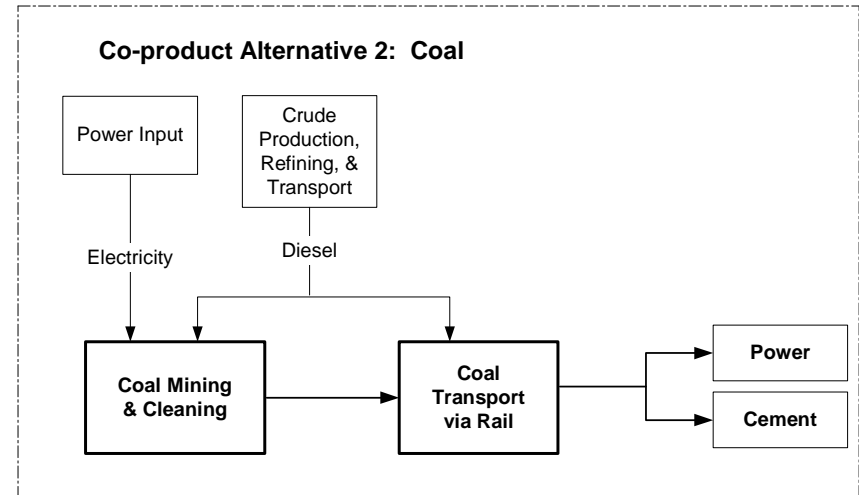 Co-product Alternative 2: Coal
Power Input
Crude
Production,
Refining, &
Transport
Electricity
Diesel
Coal Mining
& Cleaning
Coal
Transport
via Rail
Power
Cement